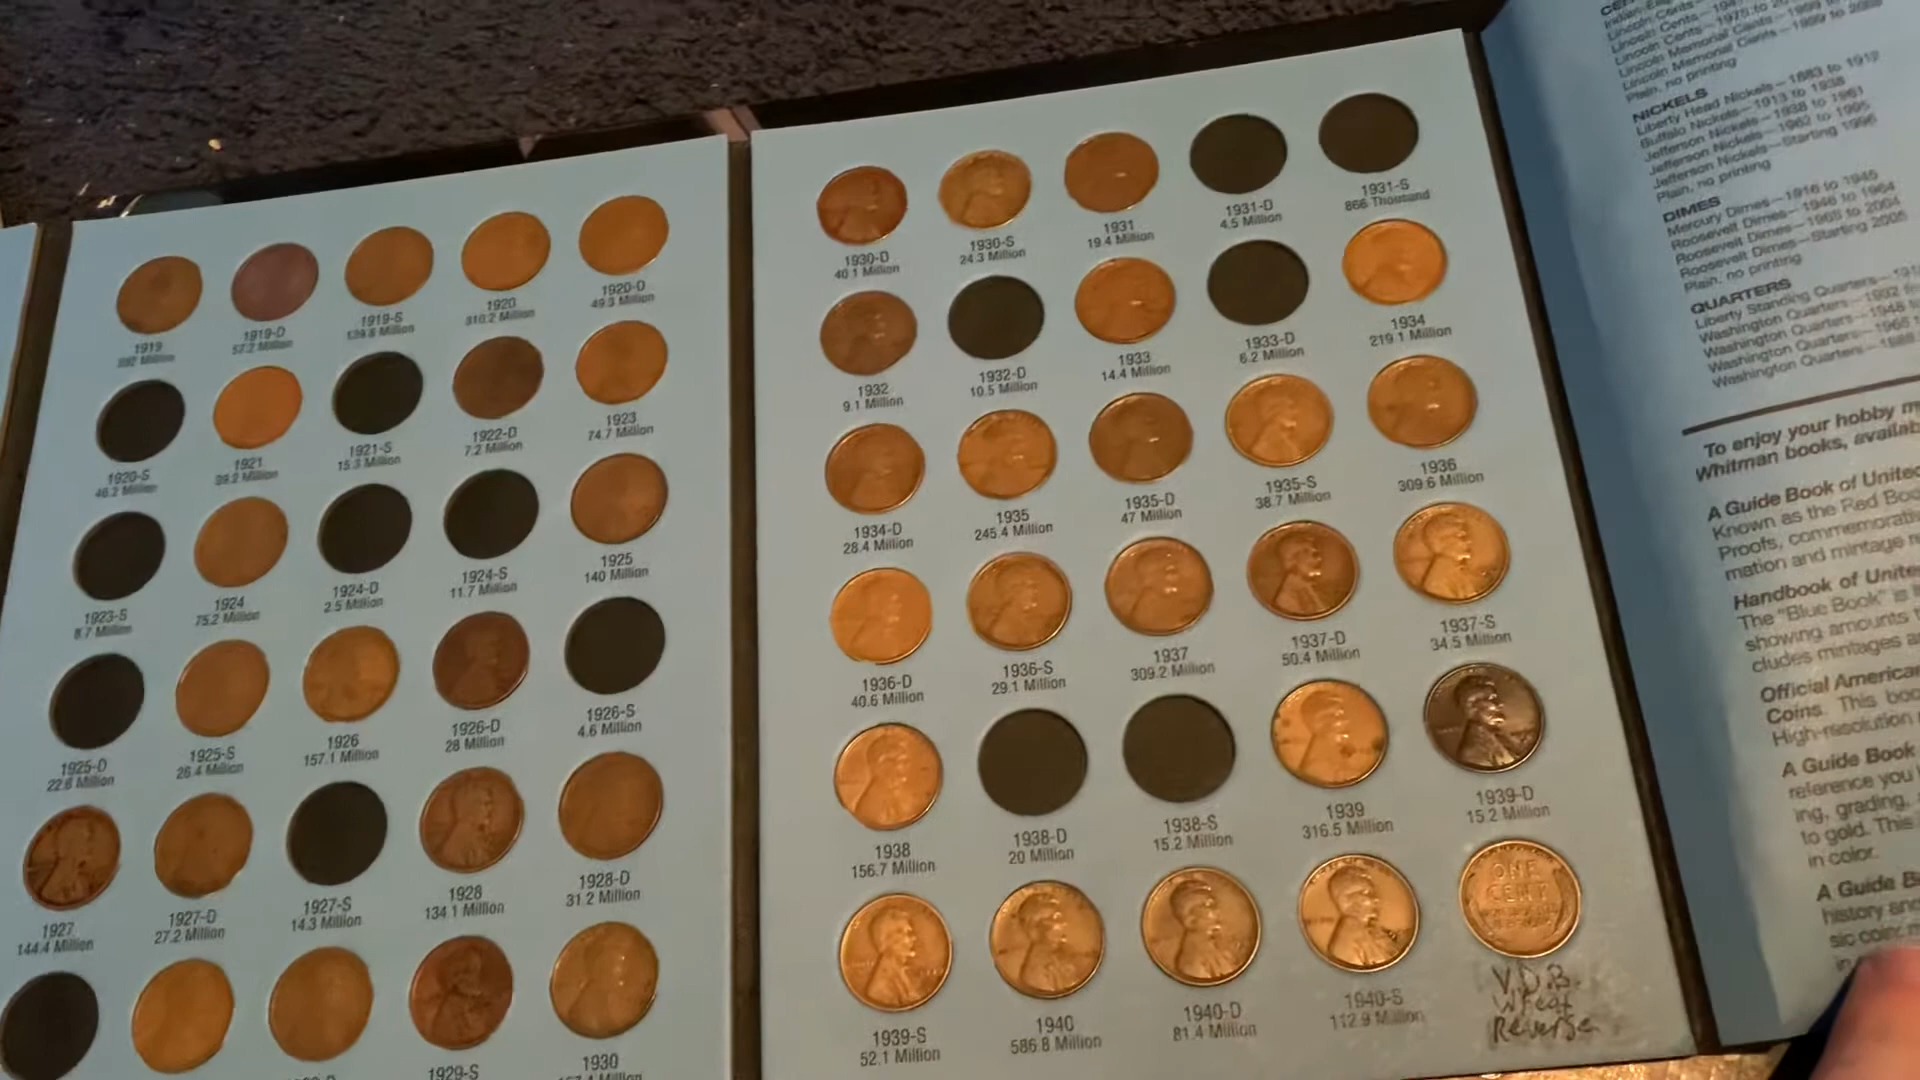 1919
1919-D
57.2 Million
1919-S
139.8 Million
1920
310.2 Million
1920-D
49.3 Million
1920-S
46.2 Million
1921
39.2 Million
1921-S
15.3 Million
1922-D
7.2 Million
1923
74.7 Million
1923-S
8.7 Million
1924
75.2 Million
1924-D
2.5 Million
1924-S
11.7 Million
1925
140 Million
1925-D
22.6 Million
1925-S
26.4 Million
1926
157.1 Million
1926-D
28 Million
1926-S
4.6 Million
1927
144.4 Million
1927-D
27.2 Million
1927-S
14.3 Million
1928
134.1 Million
1928-D
31.2 Million
1929-S
1930
1930-D
40.1 Million
1930-S
24.3 Million
1931
19.4 Million
1931-D
4.5 Million
1931-S
866 Thousand
1932
9.1 Million
1932-D
10.5 Million
1933
14.4 Million
1933-D
6.2 Million
1934
219.1 Million
1934-D
28.4 Million
1935
245.4 Million
1935-D
47 Million
1935-S
38.7 Million
1936
309.6 Million
1936-D
40.6 Million
1936-S
29.1 Million
1937
309.2 Million
1937-D
50.4 Million
1937-S
34.5 Million
1938
156.7 Million
1938-D
20 Million
1938-S
15.2 Million
1939
316.5 Million
1939-D
15.2 Million
1939-S
52.1 Million
1940
586.8 Million
1940-D
81.4 Million
1940-S
112.9 Million
ONE
CENT
V.D.B.
Wheat
Reverse
Plain, no printing
NICKELS
Liberty Head Nickels—1883 to 1912
Buffalo Nickels—1913 to 1938
Jefferson Nickels—1938 to 1961
Jefferson Nickels—1962 to 1995
Jefferson Nickels—Starting 1996
Plain, no printing
DIMES
Mercury Dimes—1916 to 1945
Roosevelt Dimes—1946 to 1964
Roosevelt Dimes—1965 to 2004
Roosevelt Dimes—Starting 2005
Plain, no printing
QUARTERS
Liberty Standing Quarters
Washington Quarters—1932
Washington Quarters—1948
Washington Quarters—1965
Washington Quarters—1988
To enjoy your hobby
Whitman books,
A Guide Book of United
Known as the Red
Proofs,
mation and mintage
Handbook of
The "Blue Book" is
showing amounts
cludes mintages
Official
Coins. This
High-resolution
A Guide Book
reference you
ing, grading,
to gold. This
in color.
A Guide
history